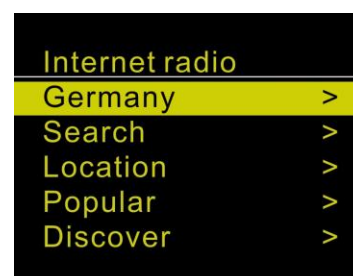 Internet radio
Germany >
Search >
Location >
Popular >
Discover >